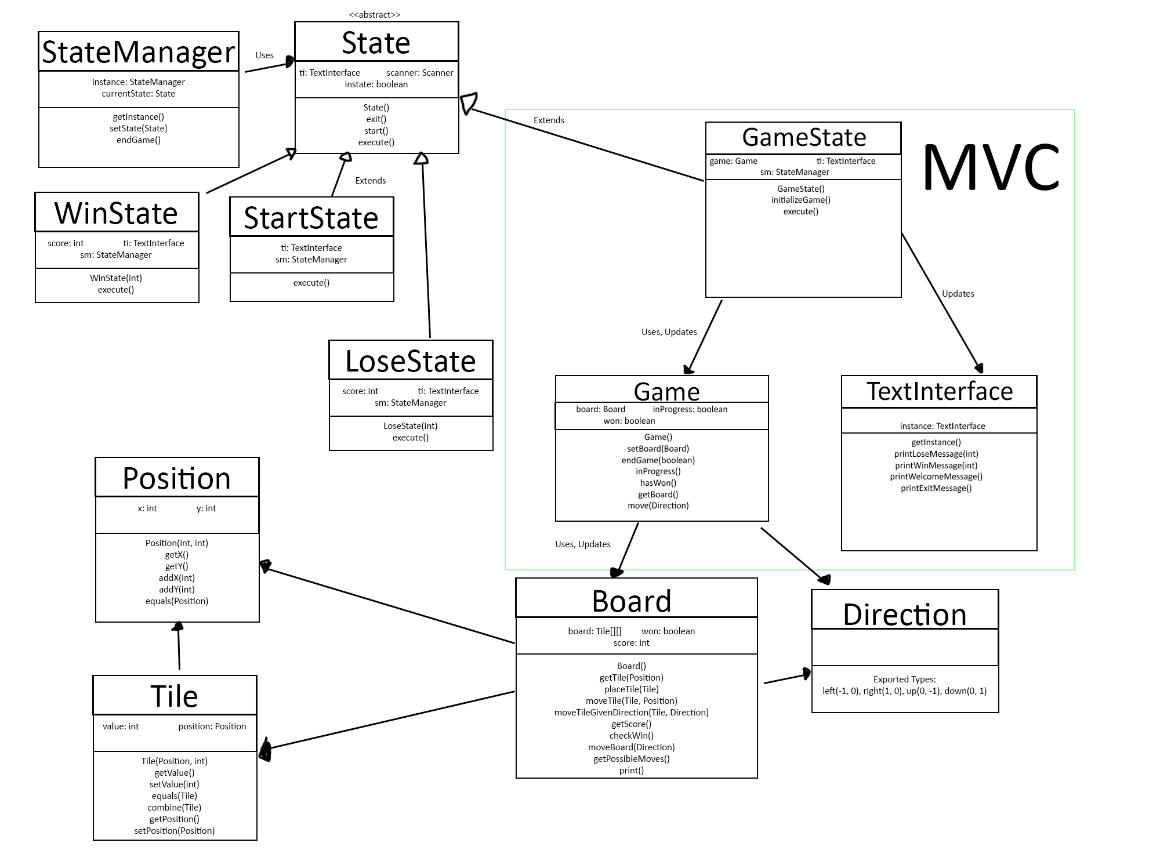 <<abstract>>
StateManager
instance: StateManager
currentState: State
getInstance()
setState(State)
endGame()
Uses
State
ti: TextInterface scanner: Scanner
instate: boolean
State()
exit()
start()
execute()
Extends
MVC
GameState
game: Game ti: TextInterface
sm: StateManager
GameState()
initializeGame()
execute()
WinState
score: int ti: TextInterface
sm: StateManager
WinState(int)
execute()
Extends
StartState
ti: TextInterface
sm: StateManager
execute()
Updates
Uses, Updates
LoseState
score: int ti: TextInterface
sm: StateManager
LoseState(int)
execute()
Game
board: Board inProgress: boolean
won: boolean
Game()
setBoard(Board)
endGame(boolean)
inProgress()
hasWon()
getBoard()
move(Direction)
TextInterface
instance: TextInterface
getInstance()
printLoseMessage(int)
printWinMessage(int)
printWelcomeMessage()
printExitMessage()
Position
x: int y: int
Position(int, int)
getX()
getY()
addX(int)
addY(int)
equals(Position)
Uses, Updates
Board
board: Tile[][] won: boolean
score: int
Board()
getTile(Position)
placeTile(Tile)
moveTile(Tile, Position)
moveTileGivenDirection(Tile, Direction)
getScore()
checkWin()
moveBoard(Direction)
getPossibleMoves()
print()
Direction
Exported Types:
left(-1, 0), right(1, 0), up(0, -1), down(0, 1)
Tile
value: int position: Position
Tile(Position, int)
getValue()
setValue(int)
equals(Tile)
combine(Tile)
getPosition()
setPosition(Position)